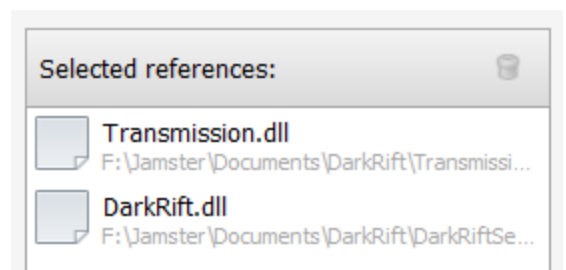 Selected references:
Transmission.dll
F:\Jamster\Documents\DarkRift\Transmissi...
DarkRift.dll
F:\Jamster\Documents\DarkRift\DarkRiftSe...